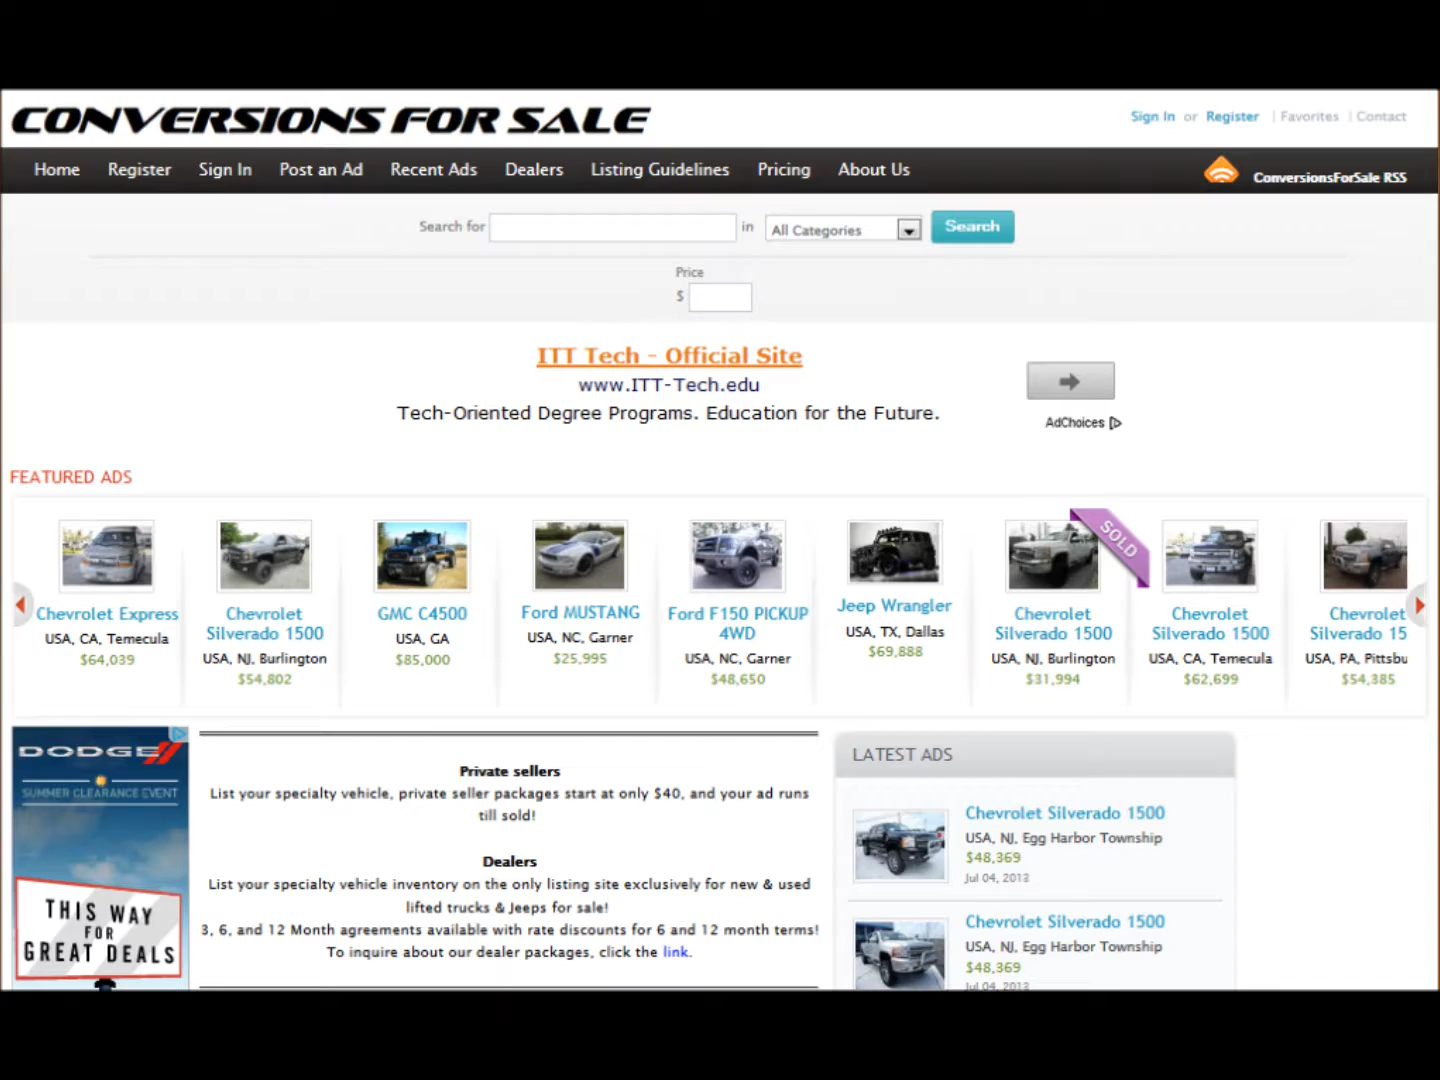 CONVERSIONS FOR SALE
Sign In or Register | Favorites | Contact
Home Register Sign In Post an Ad Recent Ads Dealers Listing Guidelines Pricing About Us
ConversionsForSale RSS
Search for in All Categories Search
Price
$
ITT Tech - Official Site
www.ITT-Tech.edu
Tech-Oriented Degree Programs. Education for the Future.
AdChoices
FEATURED ADS
Chevrolet Express
USA, CA, Temecula
$64,039
Chevrolet
Silverado 1500
USA, NJ, Burlington
$54,802
GMC C4500
USA, GA
$85,000
Ford MUSTANG
USA, NC, Garner
$25,995
Ford F150 PICKUP
4WD
USA, NC, Garner
$48,650
Jeep Wrangler
USA, TX, Dallas
$69,888
SOLD
Chevrolet
Silverado 1500
USA, NJ, Burlington
$31,994
Chevrolet
Silverado 1500
USA, CA, Temecula
$62,699
Chevrolet
Silverado 15
USA, PA, Pittsbu
$54,385
DODGE
SUMMER CLEARANCE EVENT
THIS WAY
FOR
GREAT DEALS
Private sellers
List your specialty vehicle, private seller packages start at only $40, and your ad runs
till sold!
Dealers
List your specialty vehicle inventory on the only listing site exclusively for new & used
lifted trucks & Jeeps for sale!
3, 6, and 12 Month agreements available with rate discounts for 6 and 12 month terms!
To inquire about our dealer packages, click the link.
LATEST ADS
Chevrolet Silverado 1500
USA, NJ, Egg Harbor Township
$48,369
Jul 04, 2013
Chevrolet Silverado 1500
USA, NJ, Egg Harbor Township
$48,369
Jul 04, 2013